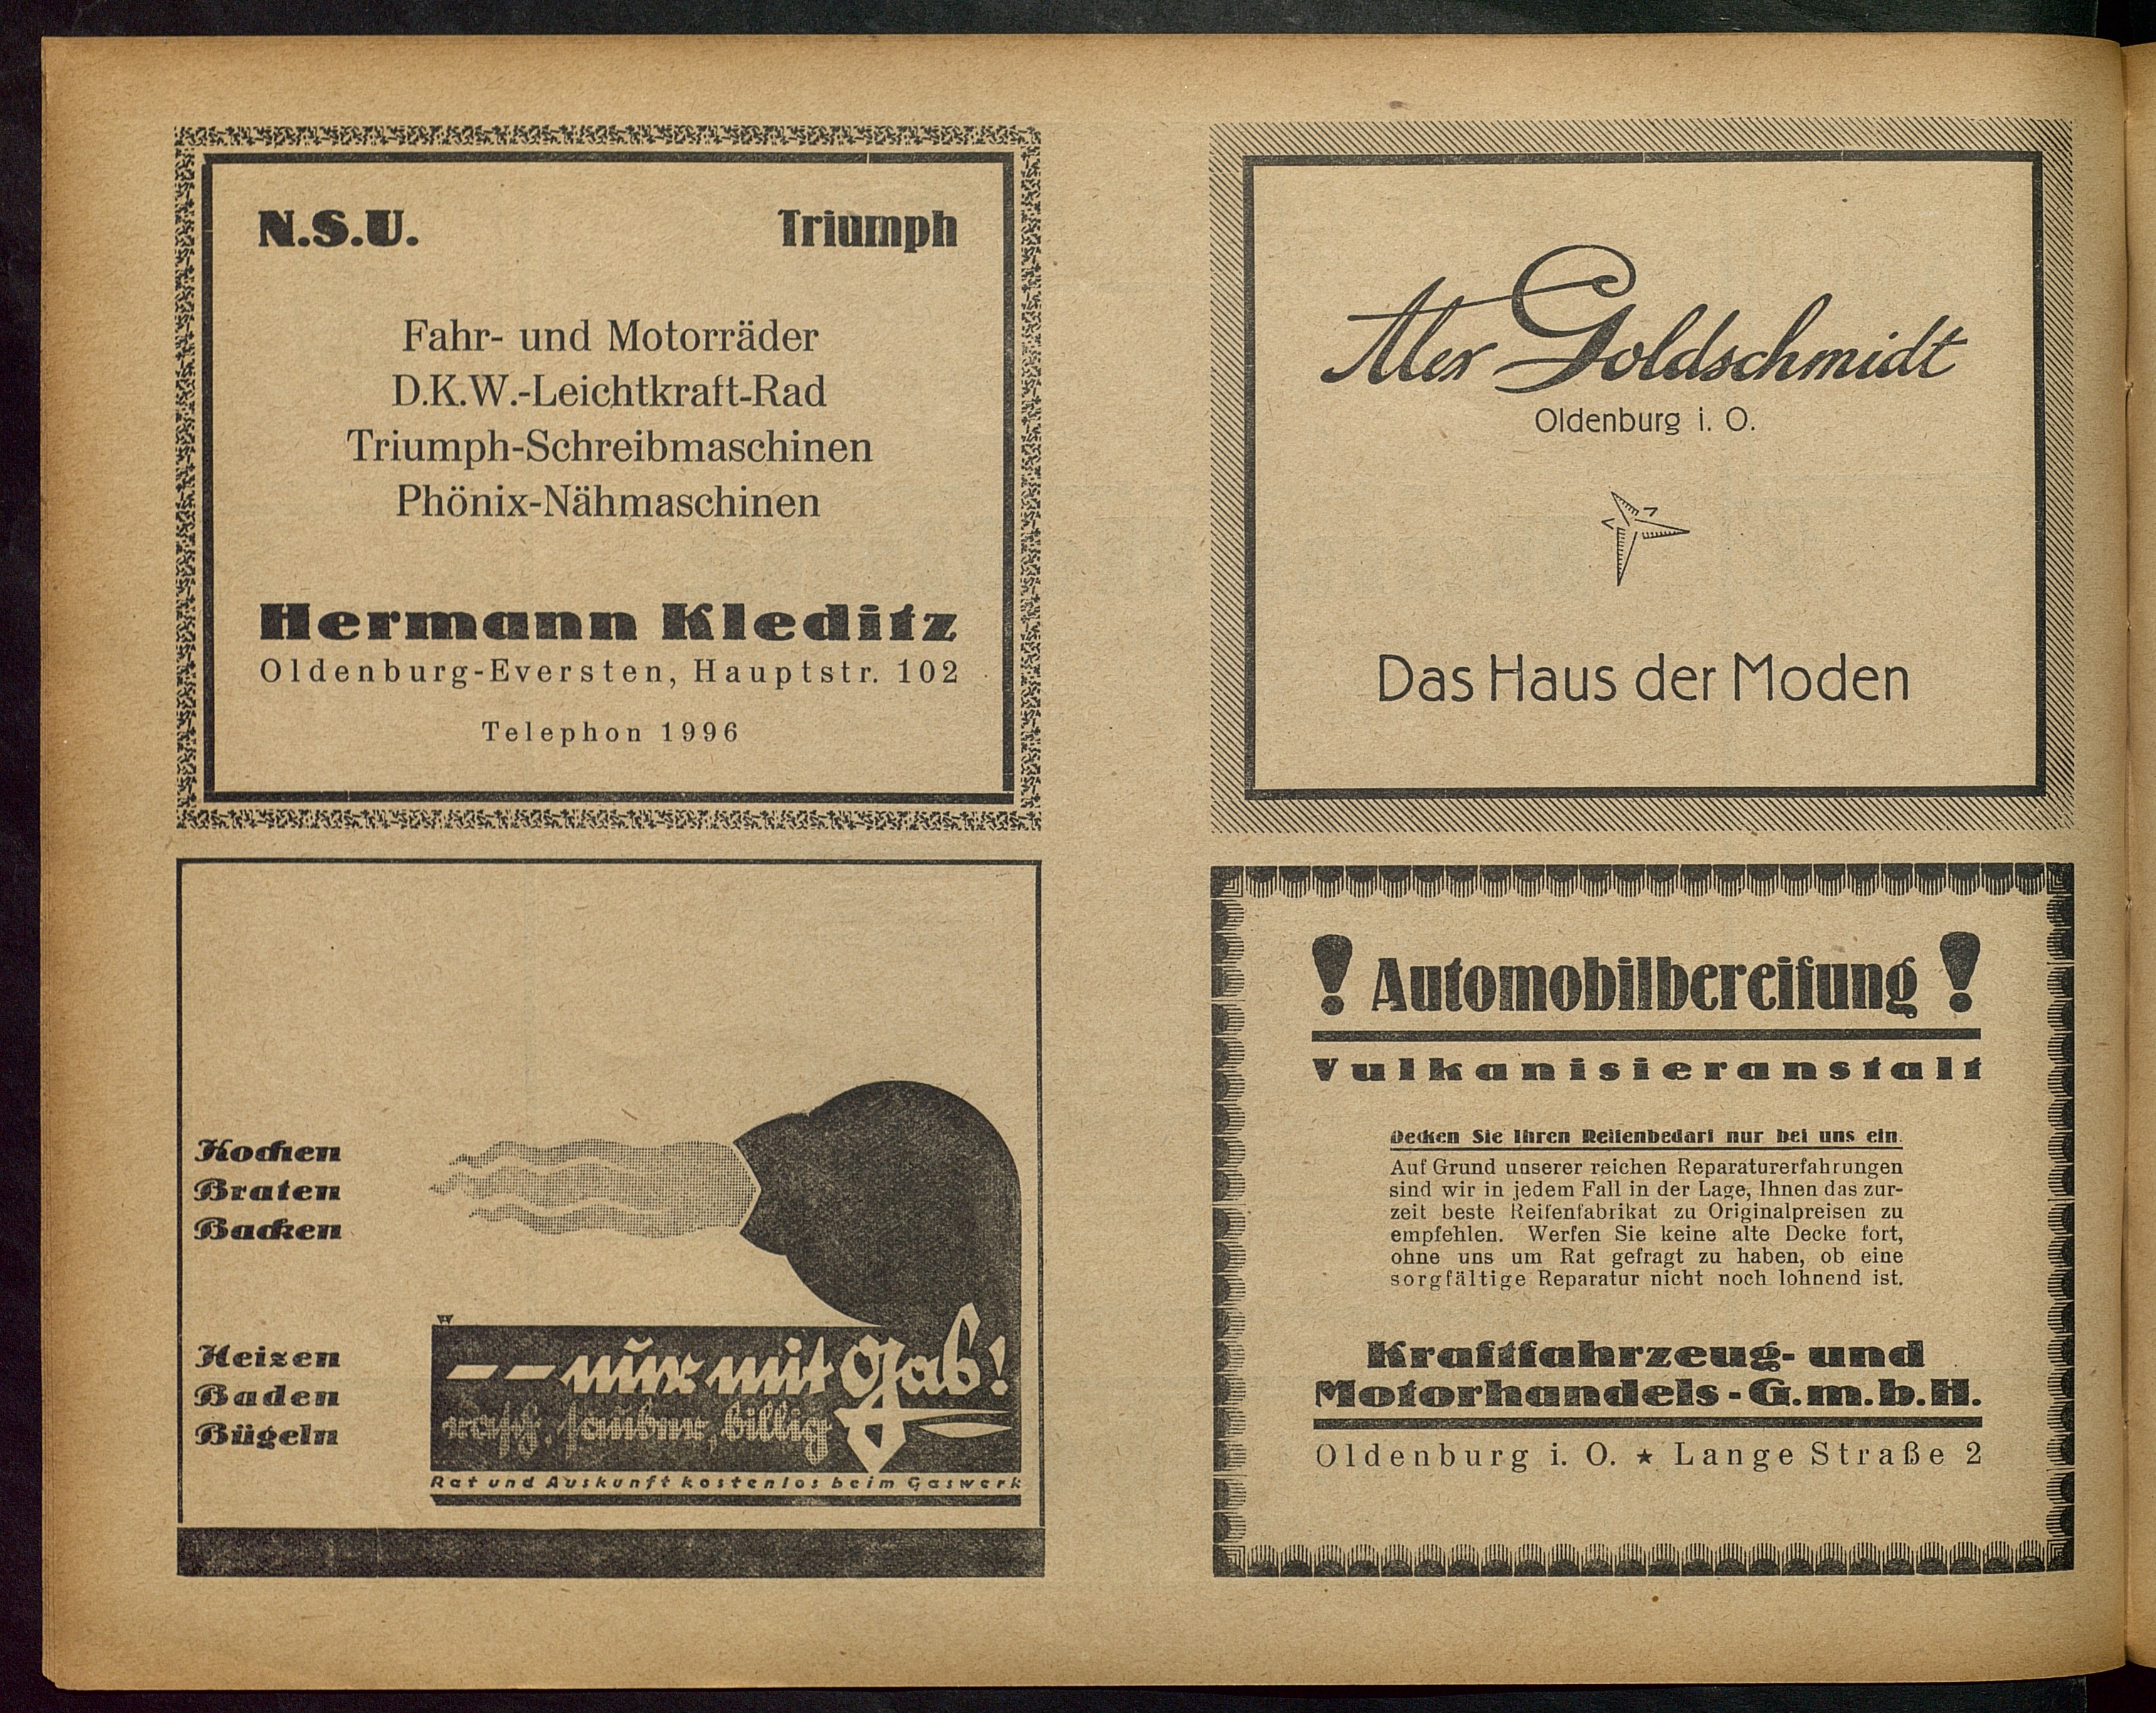 N.S.U. Triumph
Fahr- und Motorräder
D.K.W.-Leichtkraft-Rad
Triumph-Schreibmaschinen
Phönix-Nähmaschinen
Hermann Kleditz
Oldenburg-Eversten, Hauptstr. 102
Telephon 1996
Alex Goldschmidt
Oldenburg i. O.
Das Haus der Moden
Kochen
Braten
Backen
Heizen
Baden
Bügeln
W
– – nur mit Gas!
rasch, sauber, billig
Rat und Auskunft kostenlos beim Gaswerk
! Automobilbereifung !
Vulkanisieranstalt
Decken Sie Ihren Reifenbedarf nur bei uns ein.
Auf Grund unserer reichen Reparaturerfahrungen
sind wir in jedem Fall in der Lage, Ihnen das zur-
zeit beste Reifenfabrikat zu Originalpreisen zu
empfehlen. Werfen Sie keine alte Decke fort,
ohne uns um Rat gefragt zu haben, ob eine
sorgfältige Reparatur nicht noch lohnend ist.
Kraftfahrzeug- und
Motorhandels-G.m.b.H.
Oldenburg i. O. ★ Lange Straße 2